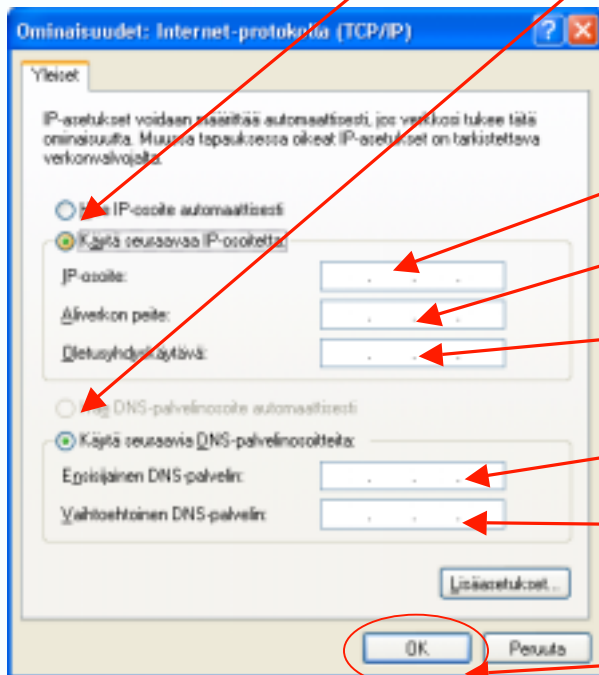 Ominaisuudet: Internet-protokolla (TCP/IP)
Yleiset
IP-asetukset voidaan määrittää automaattisesti, jos verkkosi tukee tätä
ominaisuutta. Muussa tapauksessa oikeat IP-asetukset on tarkistettava
verkonvalvojalta.
Hae IP-osoite automaattisesti
Käytä seuraavaa IP-osoitetta:
IP-osoite:
Aliverkon peite:
Oletusyhdyskäytävä:
Hae DNS-palvelinosoite automaattisesti
Käytä seuraavia DNS-palvelinosoitteita:
Ensisijainen DNS-palvelin:
Vaihtoehtoinen DNS-palvelin:
Lisäasetukset...
OK
Peruuta